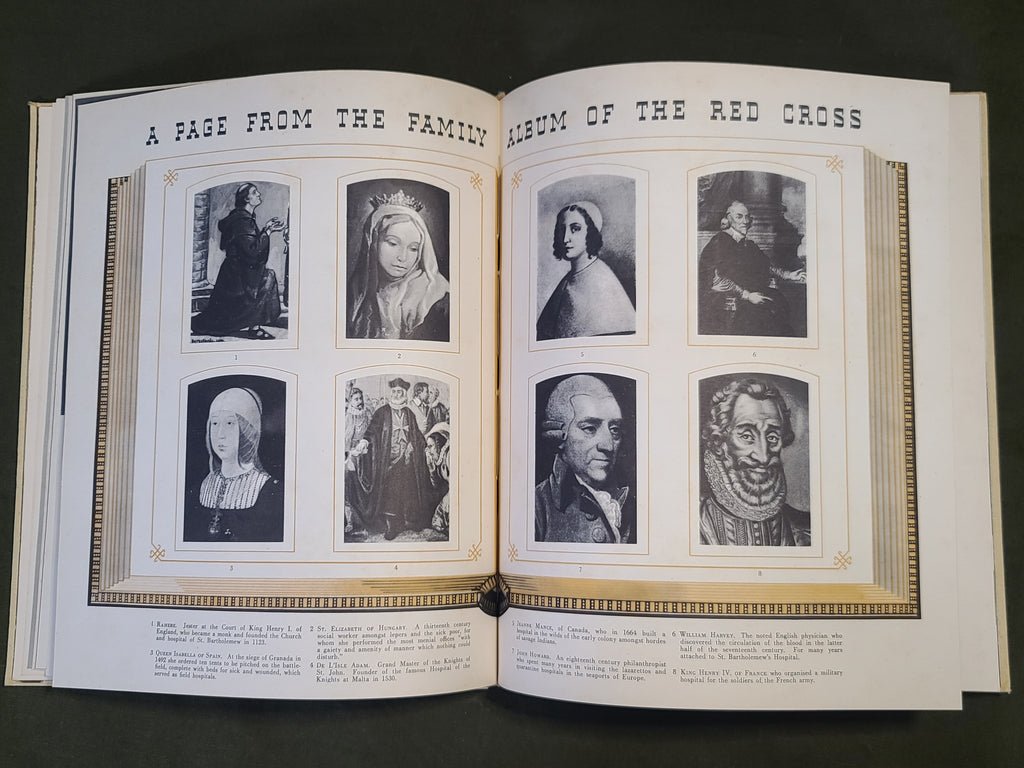 A PAGE FROM THE FAMILY ALBUM OF THE RED CROSS
1
2
5
6
3
4
7
8
1 RAHERE. Jester at the Court of King Henry I. of
England, who became a monk and founded the Church
and hospital of St. Bartholomew in 1123.
3 QUEEN ISABELLA OF SPAIN. At the siege of Granada in
1492 she ordered ten tents to be pitched on the battle-
field, complete with beds for sick and wounded, which
served as field hospitals.
2 ST. ELIZABETH OF HUNGARY. A thirteenth century
social worker amongst lepers and the sick poor, for
whom she performed the most menial offices "with
a gaiety and amenity of manner which nothing could
disturb."
4 DE L'ISLE ADAM. Grand Master of the Knights of
St. John. Founder of the famous Hospital of the
Knights at Malta in 1530.
5 JEANNE MANCE, of Canada, who in 1664 built a
hospital in the wilds of the early colony amongst hordes
of savage Indians.
7 JOHN HOWARD. An eighteenth century philanthropist
who spent many years in visiting the lazarettos and
quarantine hospitals in the seaports of Europe.
6 WILLIAM HARVEY. The noted English physician who
discovered the circulation of the blood in the latter
half of the seventeenth century. For many years
attached to St. Bartholomew's Hospital.
8 KING HENRY IV. OF FRANCE who organised a military
hospital for the soldiers of the French army.